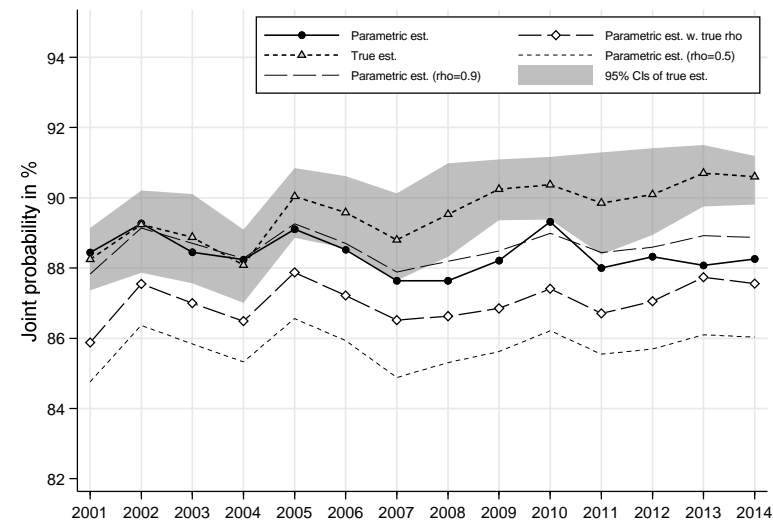 Parametric est.
Parametric est. w. true rho
True est.
Parametric est. (rho=0.5)
Parametric est. (rho=0.9)
95% CIs of true est.
94
92
90
88
86
84
82
Joint probability in %
2001 2002 2003 2004 2005 2006 2007 2008 2009 2010 2011 2012 2013 2014